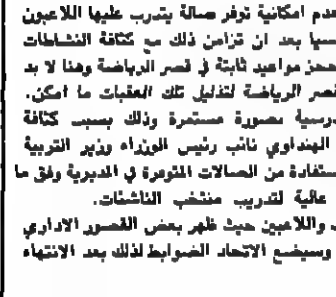 عدم امكانية توفر صالة يتدرب عليها اللاعبون
سيما بعد ان تزامن ذلك مع كثافة النشاطات
حجز مواعيد ثابتة في قصر الرياضة وهنا لا بد
قصر الرياضة لتذليل تلك العقبات ما امكن.
درسية بصورة مستمرة وذلك بسبب كثافة
الهنداوي نائب رئيس الوزراء وزير التربية
ستفادة من الصالات المتوفرة في المديرية وفق ما
عالية لتدريب منتخب الناشئات.
واللاعبين حيث ظهر بعض القصور الاداري
وسيضع الاتحاد الضوابط لذلك بعد الانتهاء